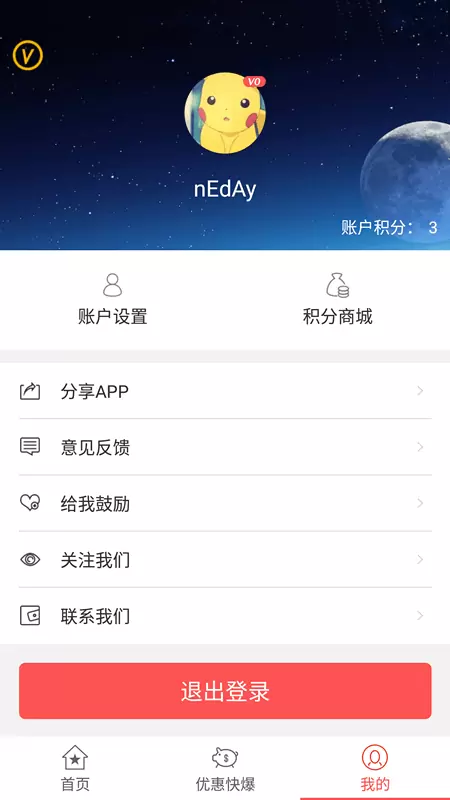 V
V0
nEdAy
账户积分： 3
账户设置
积分商城
分享APP
意见反馈
给我鼓励
关注我们
联系我们
退出登录
首页
优惠快爆
我的